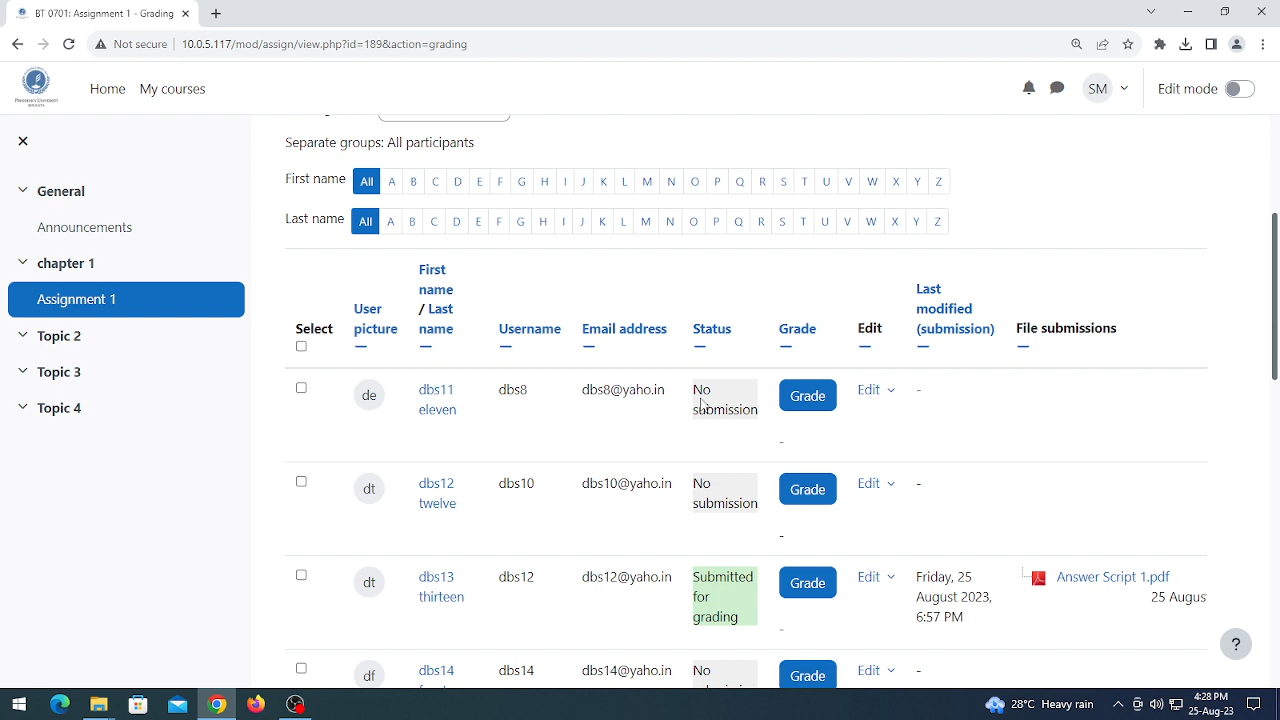 BT 0701: Assignment 1 - Grading
Not secure 10.0.5.117/mod/assign/view.php?id=189&action=grading
PRESIDENCY UNIVERSITY
Home My courses SM Edit mode
Separate groups: All participants
General First name All A B C D E F G H I J K L M N O P Q R S T U V W X Y Z
Announcements Last name All A B C D E F G H I J K L M N O P Q R S T U V W X Y Z
chapter 1
Assignment 1
Topic 2
Topic 3
Topic 4
Select
User picture
First name / Last name
Username
Email address
Status
Grade
Edit
Last modified (submission)
File submissions
de dbs11 eleven dbs8 dbs8@yaho.in No submission Grade Edit -
-
dt dbs12 twelve dbs10 dbs10@yaho.in No submission Grade Edit -
-
dt dbs13 thirteen dbs12 dbs12@yaho.in Submitted for grading Grade Edit Friday, 25 August 2023, 6:57 PM Answer Script 1.pdf
25 Augus
-
df dbs14 dbs14 dbs14@yaho.in No Grade Edit -
?
28°C Heavy rain
4:28 PM
25-Aug-23